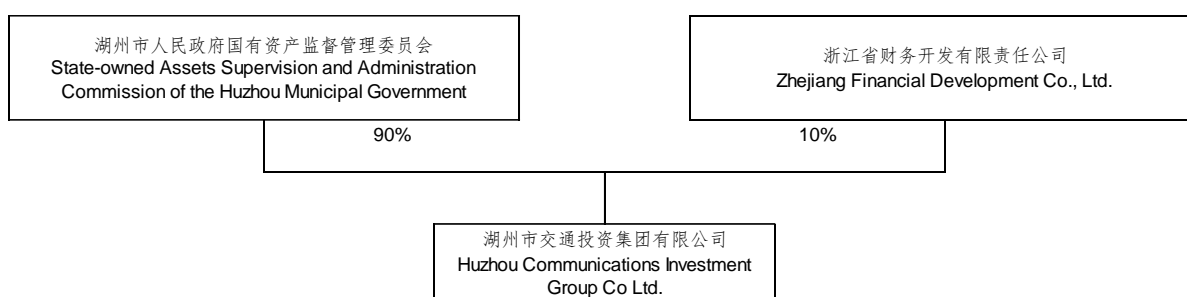 湖州市人民政府国有资产监督管理委员会
State-owned Assets Supervision and Administration
Commission of the Huzhou Municipal Government
浙江省财务开发有限责任公司
Zhejiang Financial Development Co., Ltd.
90%
10%
湖州市交通投资集团有限公司
Huzhou Communications Investment
Group Co Ltd.